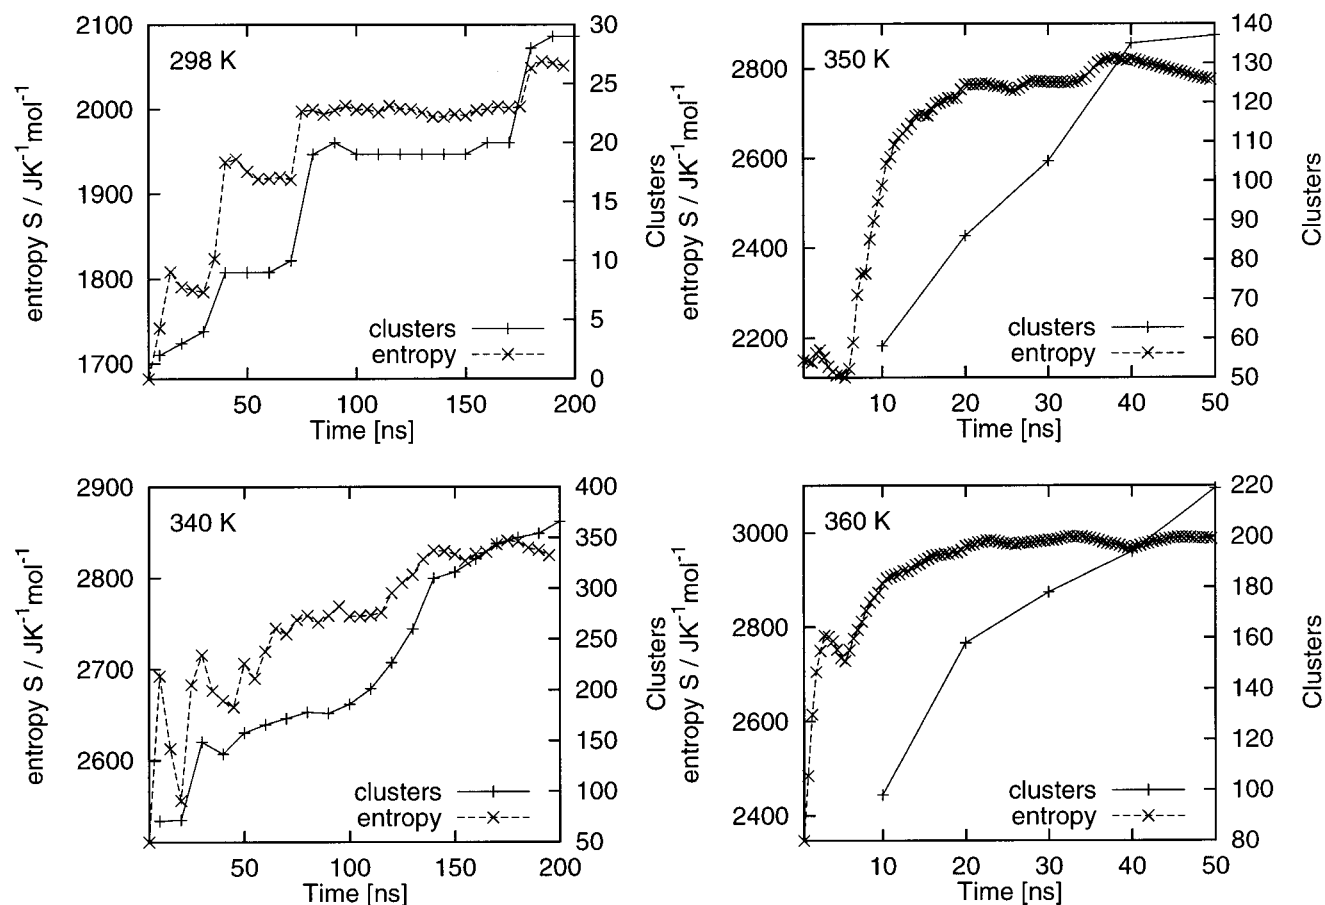 298 K
entropy S / JK⁻¹mol⁻¹
2100
2000
1900
1800
1700
30
25
20
15
10
5
0
Clusters
clusters
entropy
50 100 150 200
Time [ns]
350 K
entropy S / JK⁻¹mol⁻¹
2800
2600
2400
2200
140
130
120
110
100
90
80
70
60
50
Clusters
clusters
entropy
10 20 30 40 50
Time [ns]
340 K
entropy S / JK⁻¹mol⁻¹
2900
2800
2700
2600
400
350
300
250
200
150
100
50
Clusters
clusters
entropy
50 100 150 200
Time [ns]
360 K
entropy S / JK⁻¹mol⁻¹
3000
2800
2600
2400
220
200
180
160
140
120
100
80
Clusters
clusters
entropy
10 20 30 40 50
Time [ns]